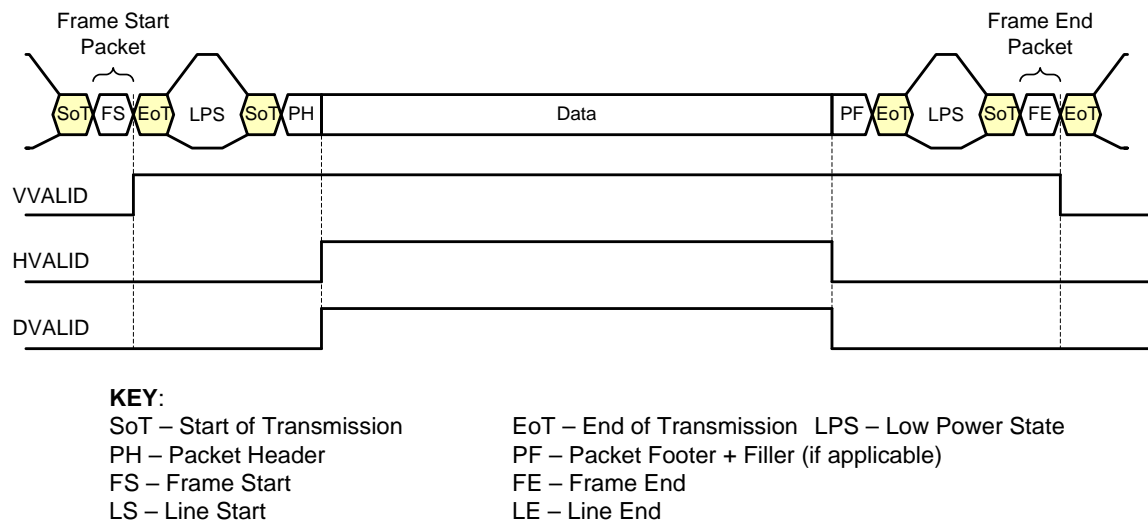 Frame Start
Packet
Frame End
Packet
SoT FS EoT LPS SoT PH Data PF EoT LPS SoT FE EoT
VVALID
HVALID
DVALID
KEY:
SoT – Start of Transmission EoT – End of Transmission LPS – Low Power State
PH – Packet Header PF – Packet Footer + Filler (if applicable)
FS – Frame Start FE – Frame End
LS – Line Start LE – Line End